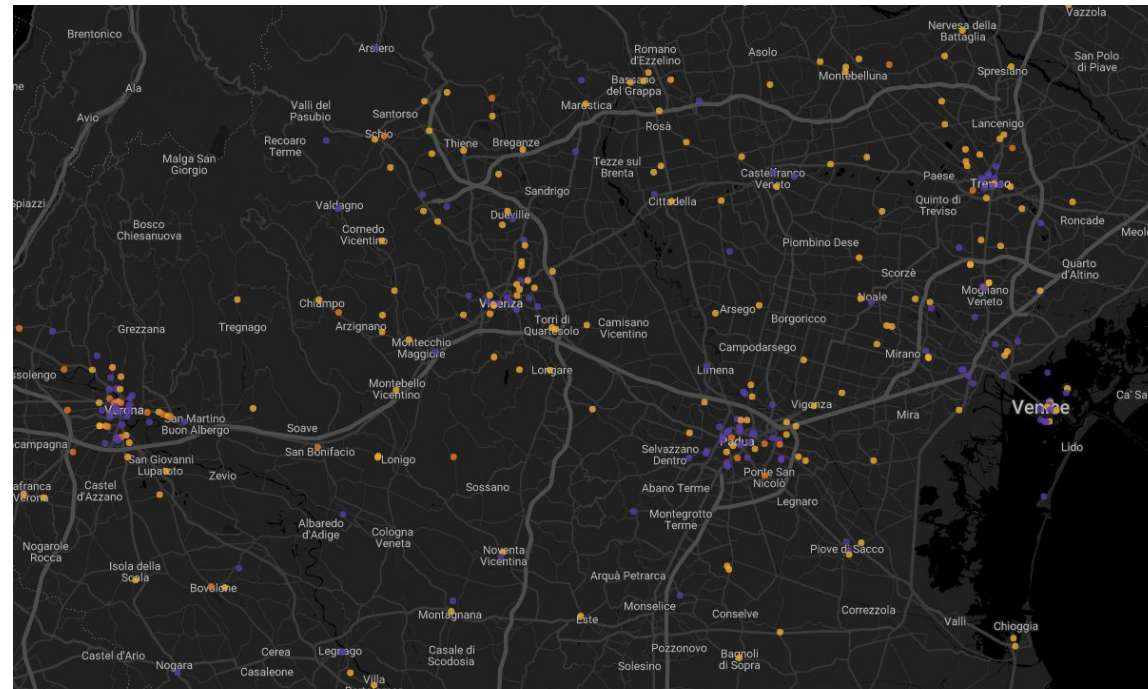 Vazzola
Nervesa della
Battaglia
Brentonico
Arsiero
Romano
d'Ezzelino
Asolo
San Polo
di Piave
Ala
Bassano
del Grappa
Montebelluna
Spresiano
Valli del
Pasubio
Santorso
Marostica
Avio
Schio
Rosà
Lancenigo
Recoaro
Terme
Thiene
Breganze
Malga San
Giorgio
Tezze sul
Brenta
Castelfranco
Veneto
Paese
Treviso
Sandrigo
Cittadella
Quinto di
Treviso
Spiazzi
Valdagno
Dueville
Roncade
Bosco
Chiesanuova
Cornedo
Vicentino
Piombino Dese
Meolo
Scorzè
Quarto
d'Altino
Chiampo
Vicenza
Noale
Mogliano
Veneto
Arsego
Grezzana
Tregnago
Arzignano
Torri di
Quartesolo
Camisano
Vicentino
Borgoricco
Montecchio
Maggiore
Campodarsego
Mirano
ssolengo
Longare
Limena
Montebello
Vicentino
Ca' Sa
Verona
San Martino
Buon Albergo
Vigonza
Mira
Venice
Soave
campagna
Padua
Lido
San Bonifacio
Lonigo
Selvazzano
Dentro
San Giovanni
Lupatoto
Zevio
Ponte San
Nicolò
afranca
Verona
Castel
d'Azzano
Sossano
Abano Terme
Legnaro
Montegrotto
Terme
Albaredo
d'Adige
Cologna
Veneta
Nogarole
Rocca
Noventa
Vicentina
Piove di Sacco
Isola della
Scala
Arquà Petrarca
Bovolone
Montagnana
Este
Monselice
Conselve
Correzzola
Valli
Chioggia
Castel d'Ario
Cerea
Legnago
Casale di
Scodosia
Pozzonovo
Bagnoli
di Sopra
Nogara
Casaleone
Villa
Solesino